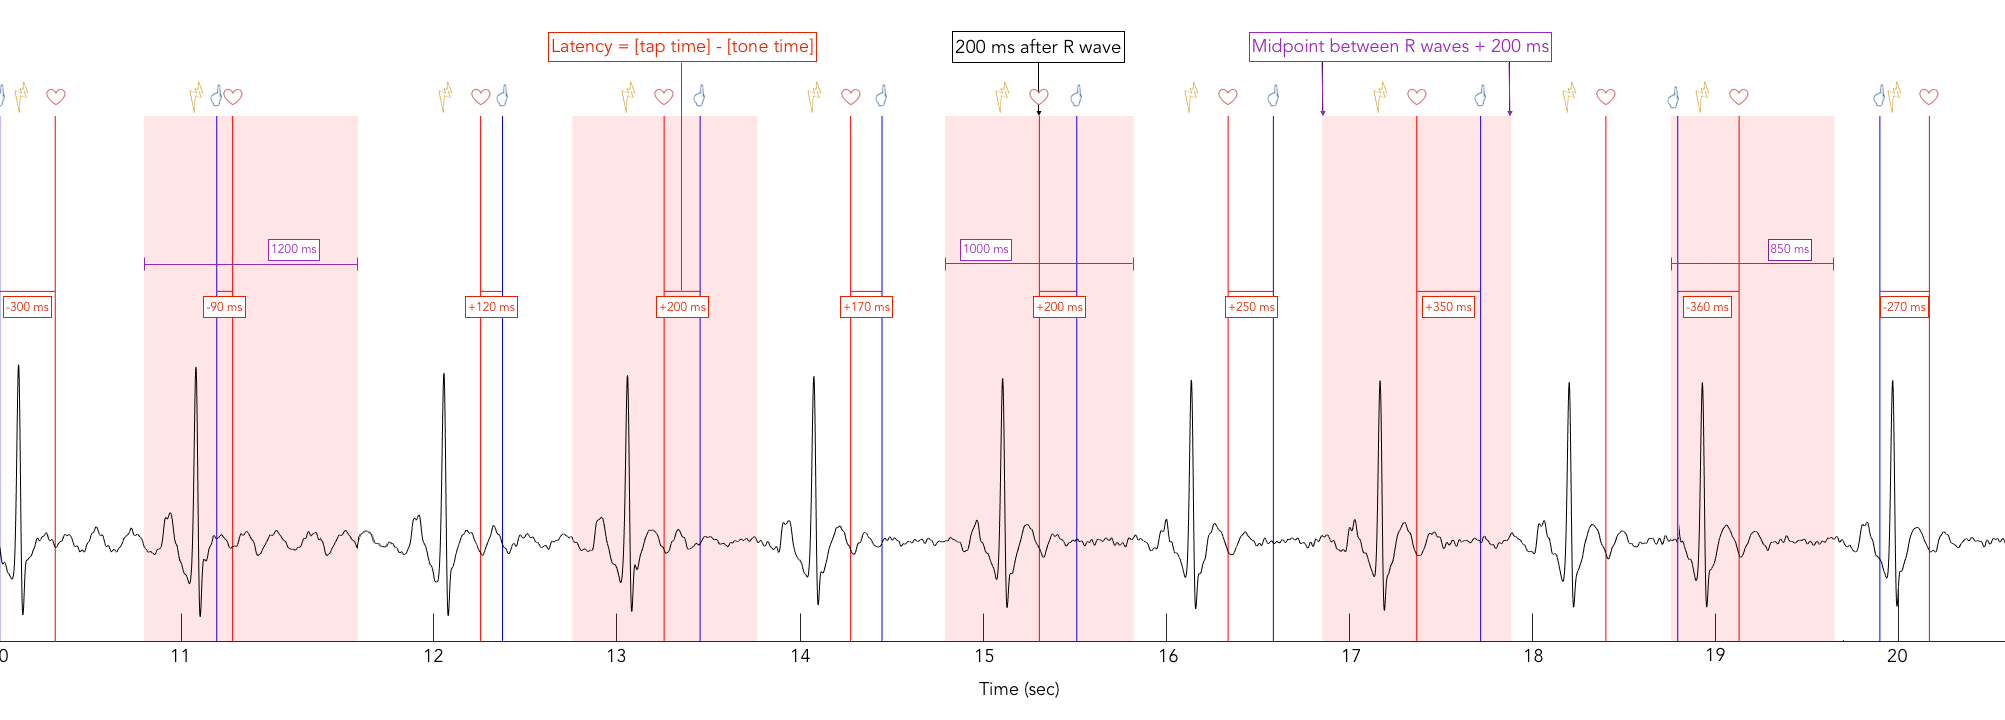 Latency = [tap time] - [tone time]
200 ms after R wave
Midpoint between R waves + 200 ms
1200 ms
1000 ms
850 ms
-300 ms
-90 ms
+120 ms
+200 ms
+170 ms
+200 ms
+250 ms
+350 ms
-360 ms
-270 ms
0 11 12 13 14 15 16 17 18 19 20
Time (sec)